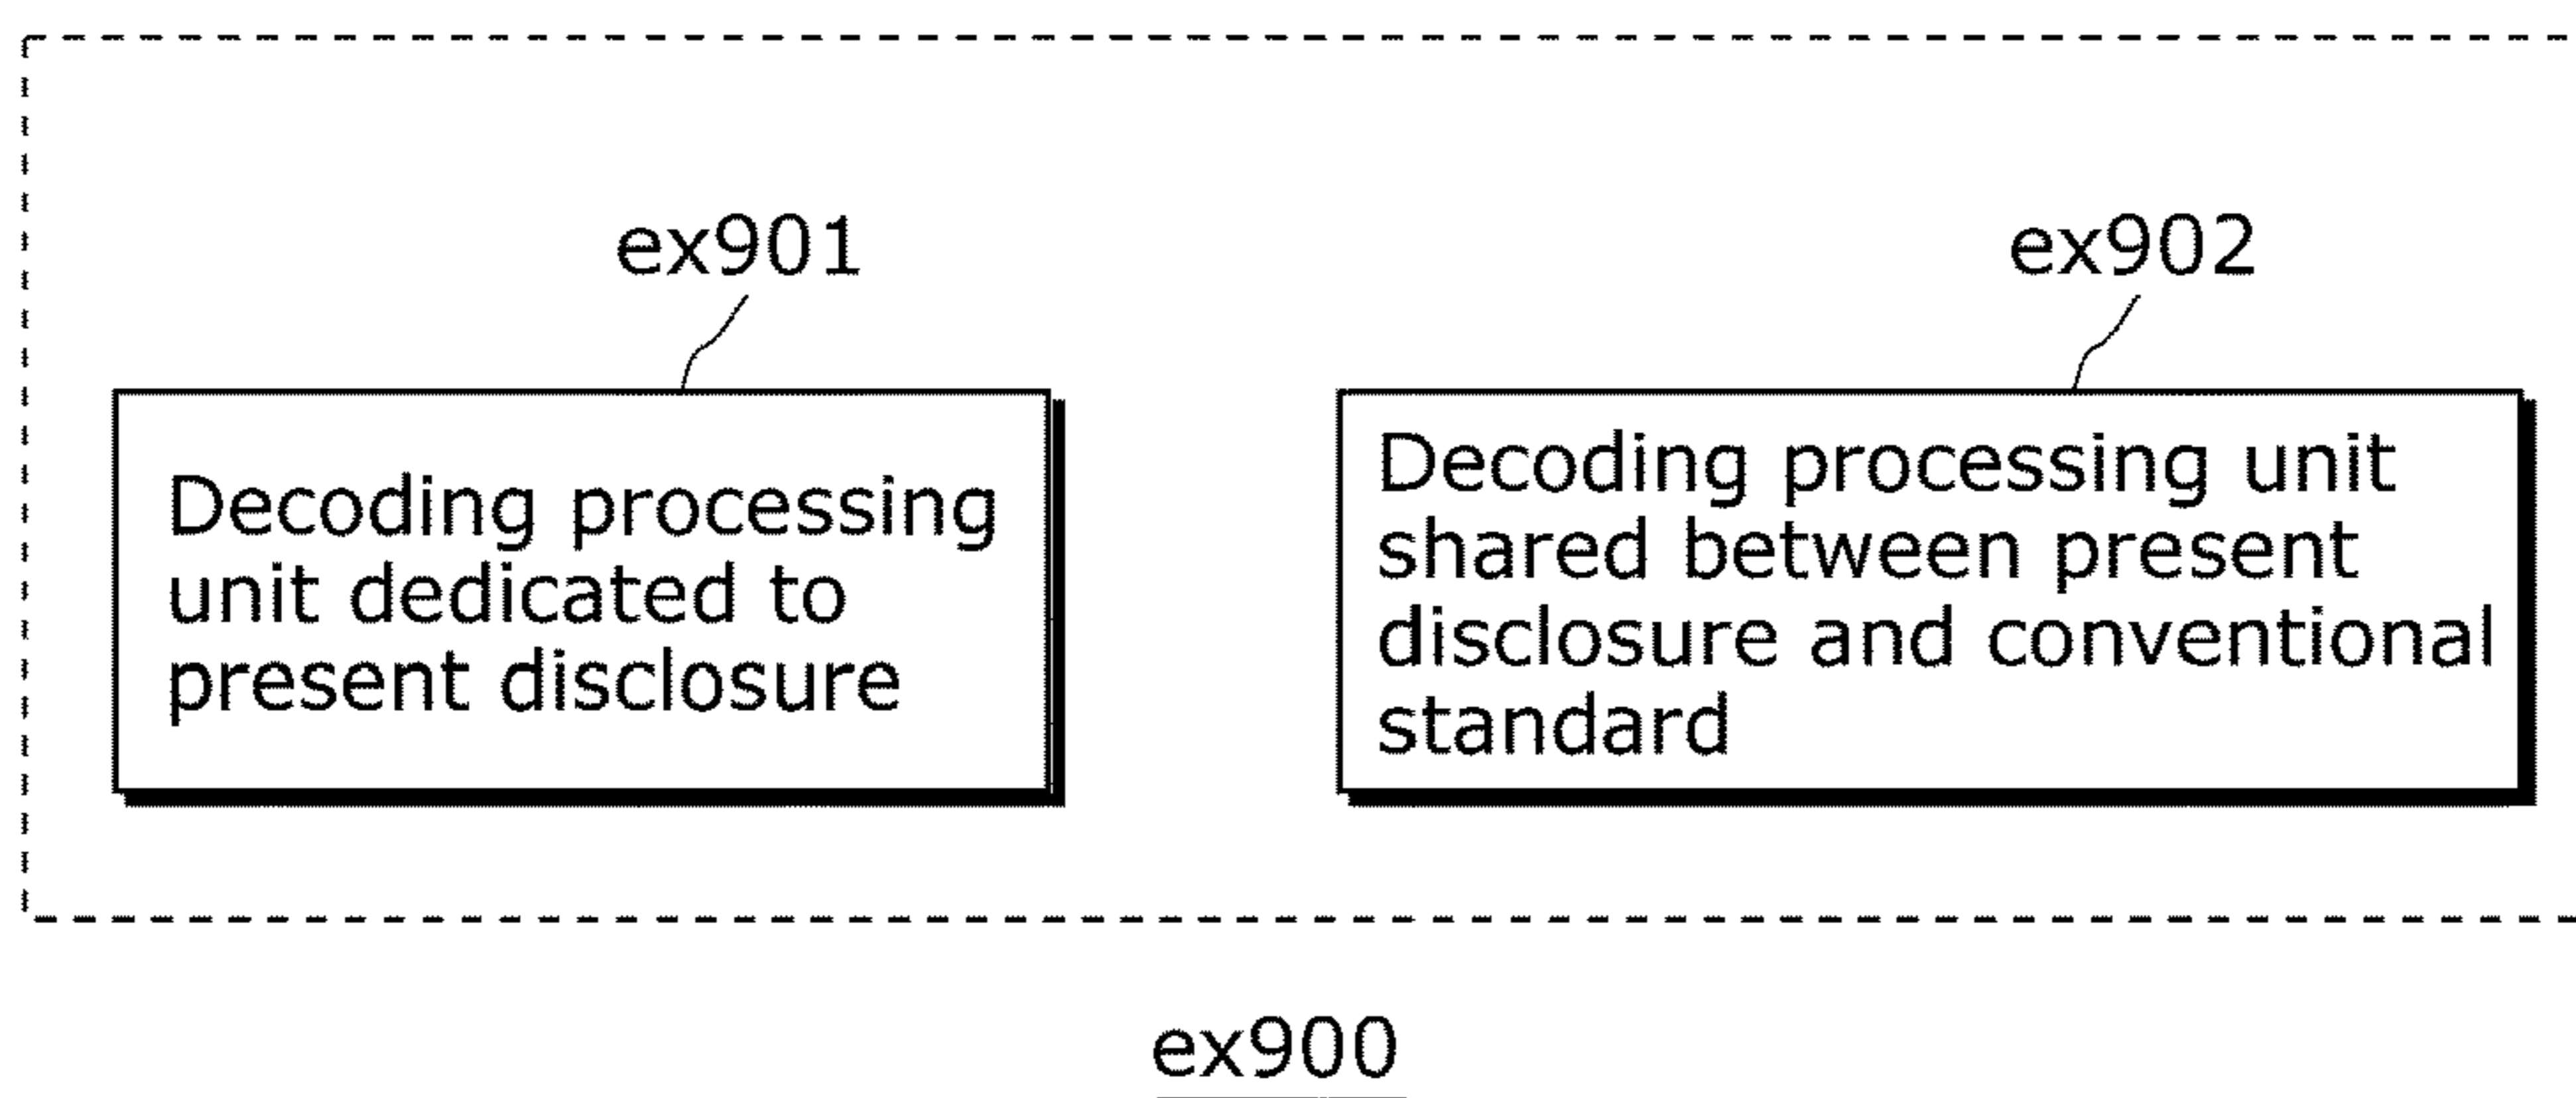 ex901
ex902
Decoding processing
unit dedicated to
present disclosure
Decoding processing unit
shared between present
disclosure and conventional
standard
ex900